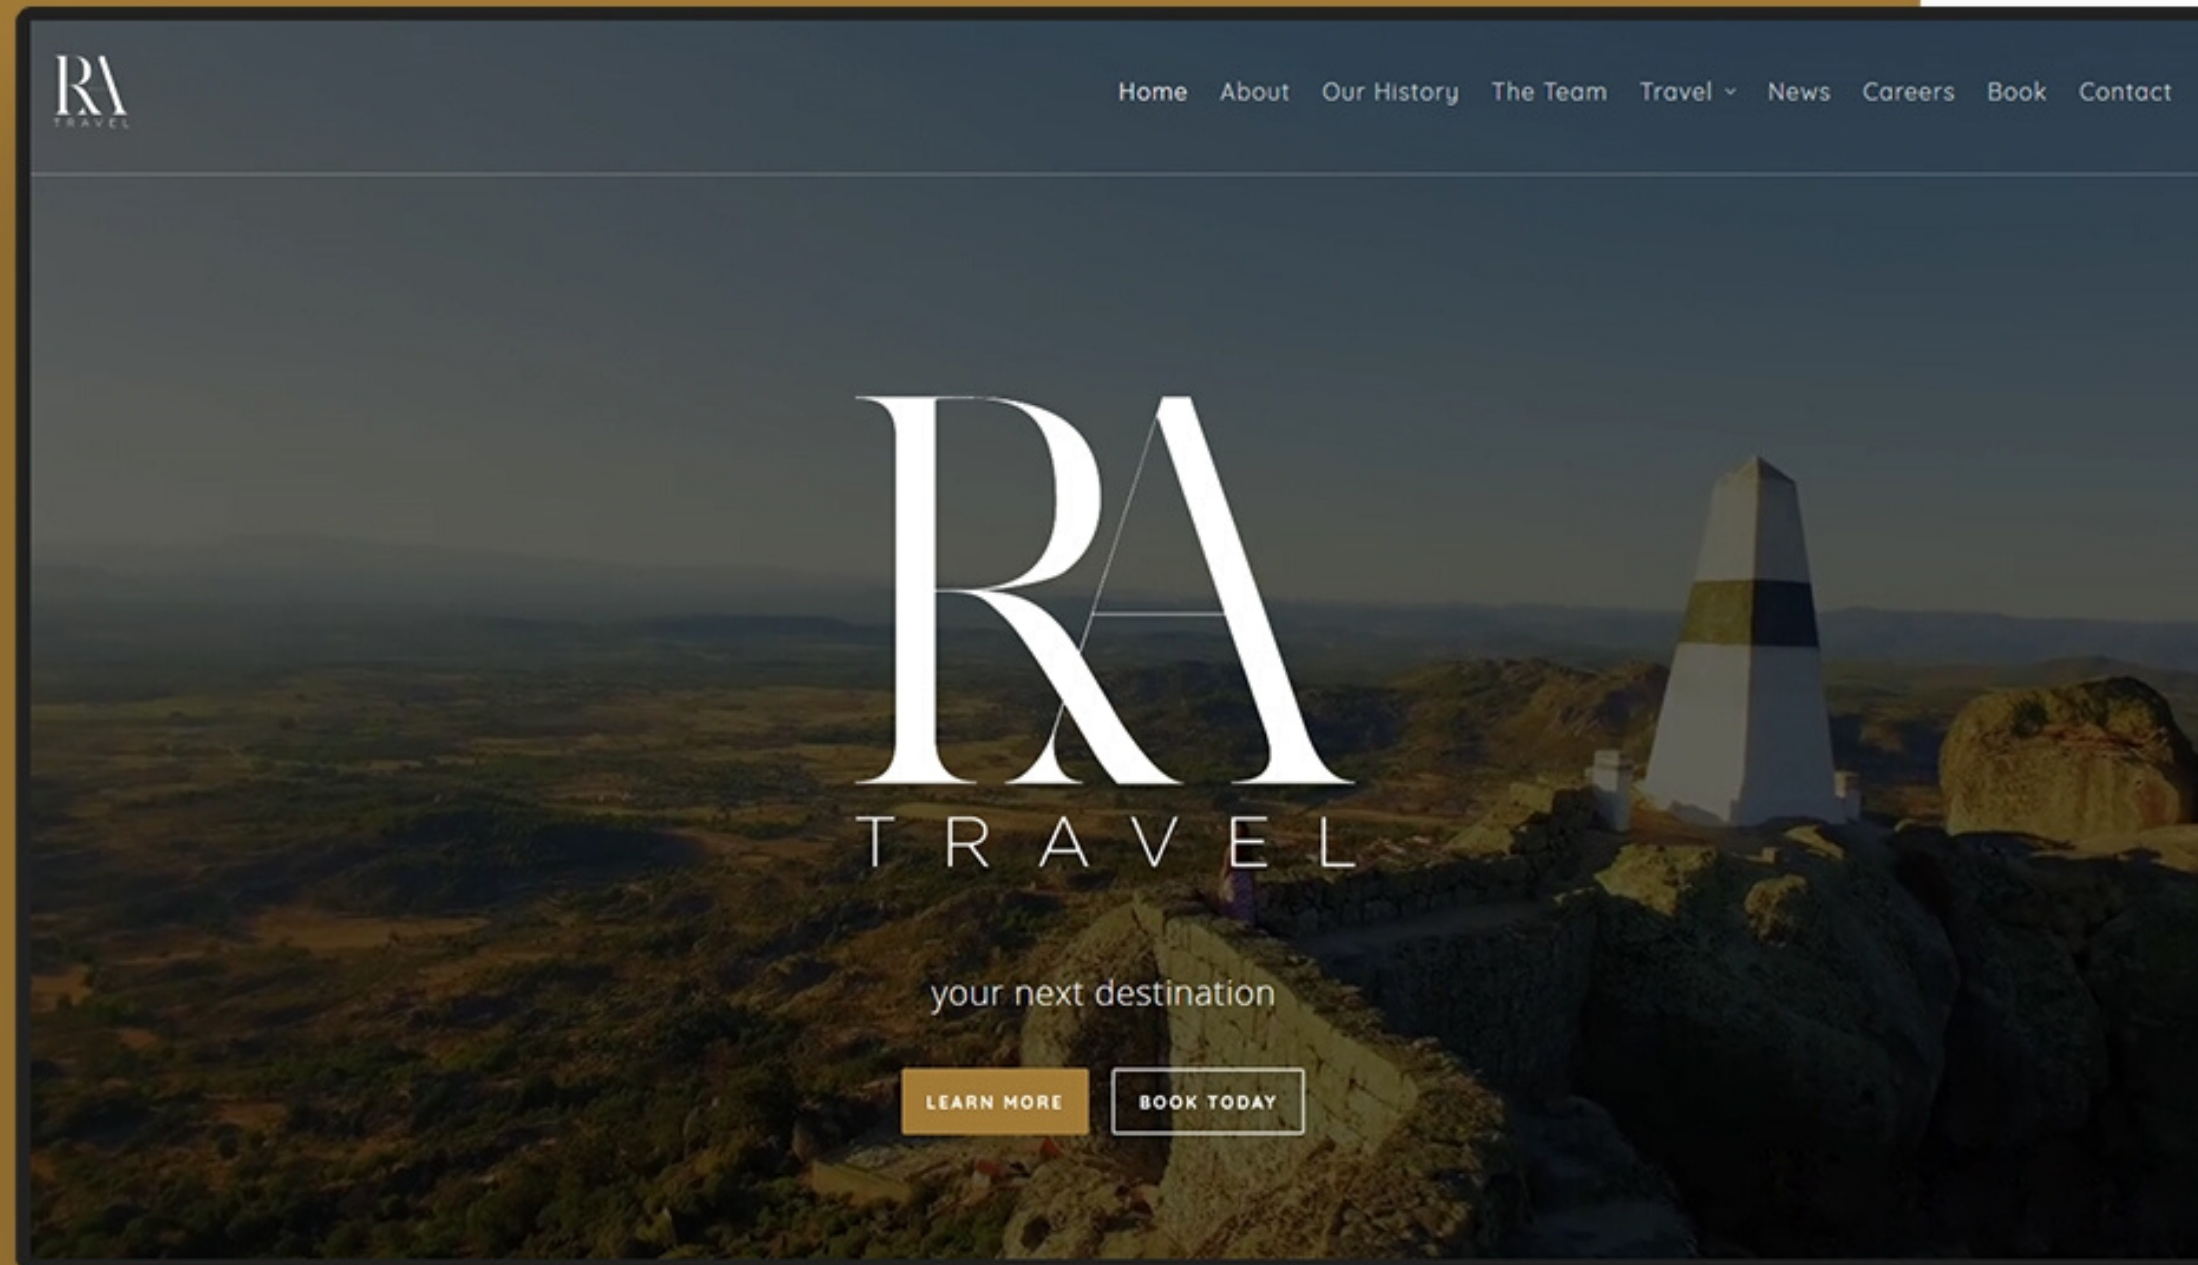 RA
TRAVEL
Home About Our History The Team Travel News Careers Book Contact
RA
TRAVEL
your next destination
LEARN MORE BOOK TODAY